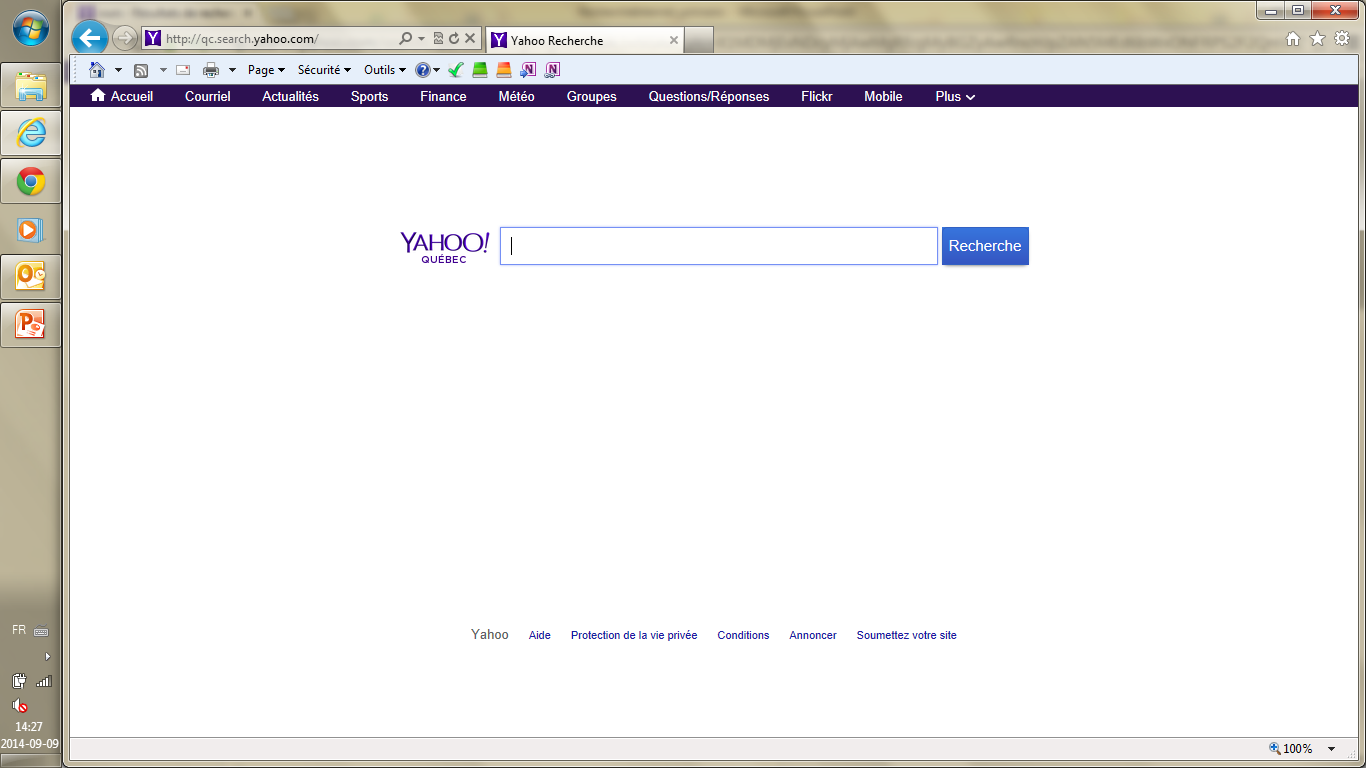 http://qc.search.yahoo.com/
Yahoo Recherche
Page Sécurité Outils
Accueil Courriel Actualités Sports Finance Météo Groupes Questions/Réponses Flickr Mobile Plus
YAHOO!
QUÉBEC
Recherche
Yahoo Aide Protection de la vie privée Conditions Annoncer Soumettez votre site
FR
14:27
2014-09-09
100%